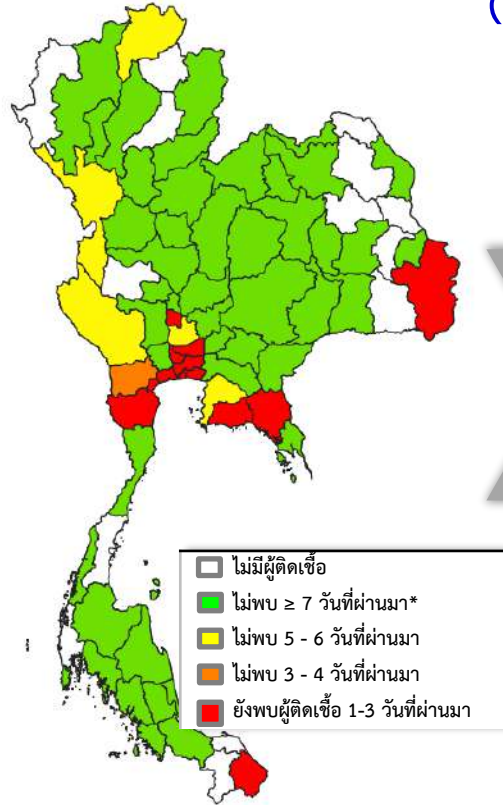 (
ไม่มีผู้ติดเชื้อ
ไม่พบ ≥ 7 วันที่ผ่านมา*
ไม่พบ 5 - 6 วันที่ผ่านมา
ไม่พบ 3 - 4 วันที่ผ่านมา
ยังพบผู้ติดเชื้อ 1-3 วันที่ผ่านมา